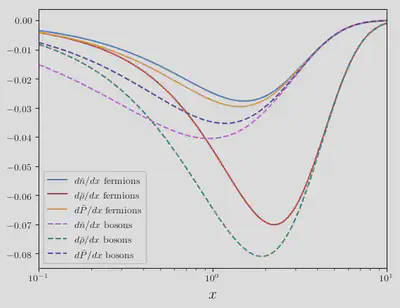 0.00
−0.01
−0.02
−0.03
−0.04
−0.05
−0.06
−0.07
−0.08
dn̄/dx fermions
dρ̄/dx fermions
dP̄/dx fermions
dn̄/dx bosons
dρ̄/dx bosons
dP̄/dx bosons
10⁻¹ 10⁰ 10¹
x